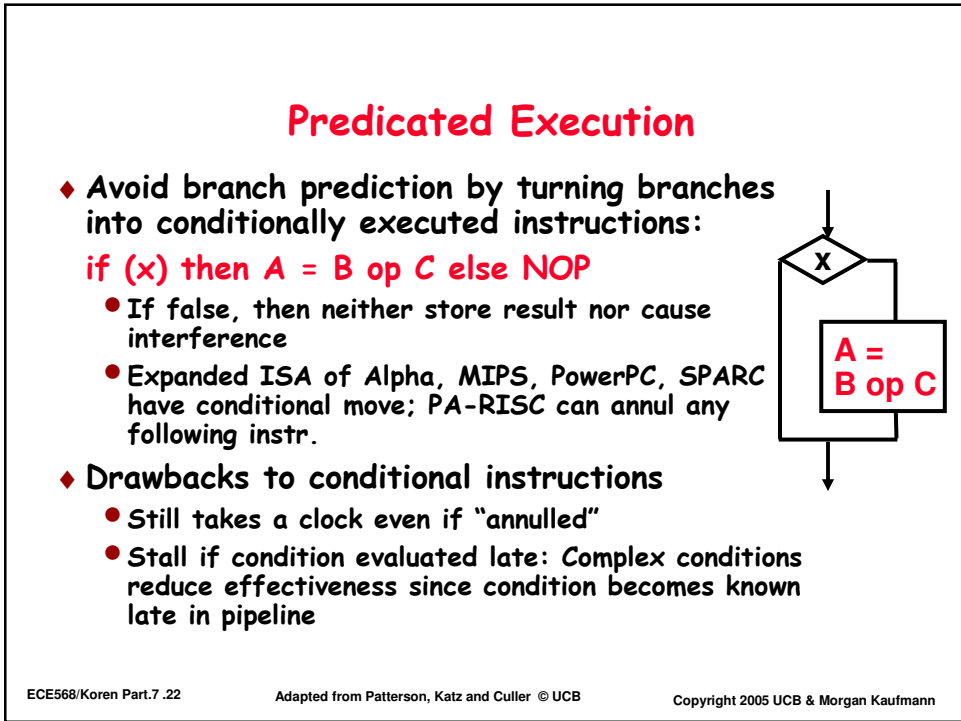 Predicated Execution
♦ Avoid branch prediction by turning branches
into conditionally executed instructions:
if (x) then A = B op C else NOP
• If false, then neither store result nor cause
interference
• Expanded ISA of Alpha, MIPS, PowerPC, SPARC
have conditional move; PA-RISC can annul any
following instr.
♦ Drawbacks to conditional instructions
• Still takes a clock even if “annulled”
• Stall if condition evaluated late: Complex conditions
reduce effectiveness since condition becomes known
late in pipeline
x
A =
B op C
ECE568/Koren Part.7 .22
Adapted from Patterson, Katz and Culler © UCB
Copyright 2005 UCB & Morgan Kaufmann